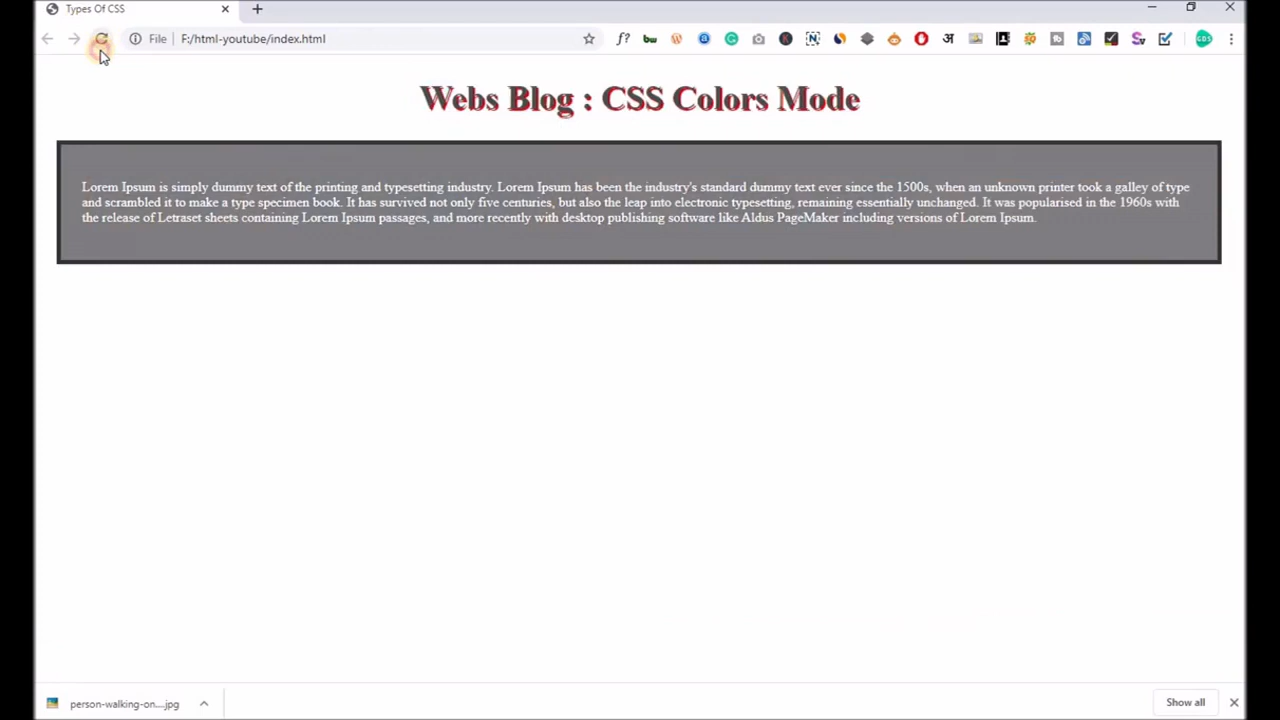 Types Of CSS
File F:/html-youtube/index.html
Webs Blog : CSS Colors Mode
Lorem Ipsum is simply dummy text of the printing and typesetting industry. Lorem Ipsum has been the industry's standard dummy text ever since the 1500s, when an unknown printer took a galley of type
and scrambled it to make a type specimen book. It has survived not only five centuries, but also the leap into electronic typesetting, remaining essentially unchanged. It was popularised in the 1960s with
the release of Letraset sheets containing Lorem Ipsum passages, and more recently with desktop publishing software like Aldus PageMaker including versions of Lorem Ipsum.
person-walking-on....jpg
Show all